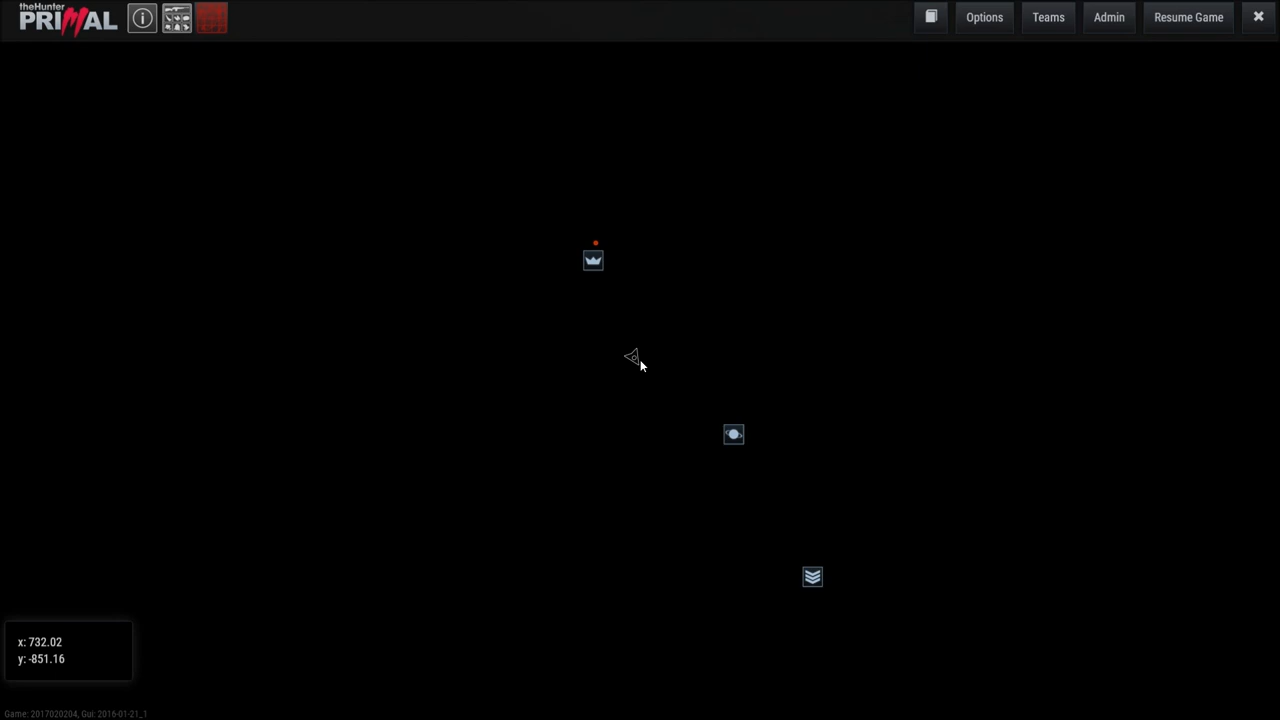 theHunter
PRIMAL
Options
Teams
Admin
Resume Game
x: 732.02
y: -851.16
Game: 2017020204, Gui: 2016-01-21_1